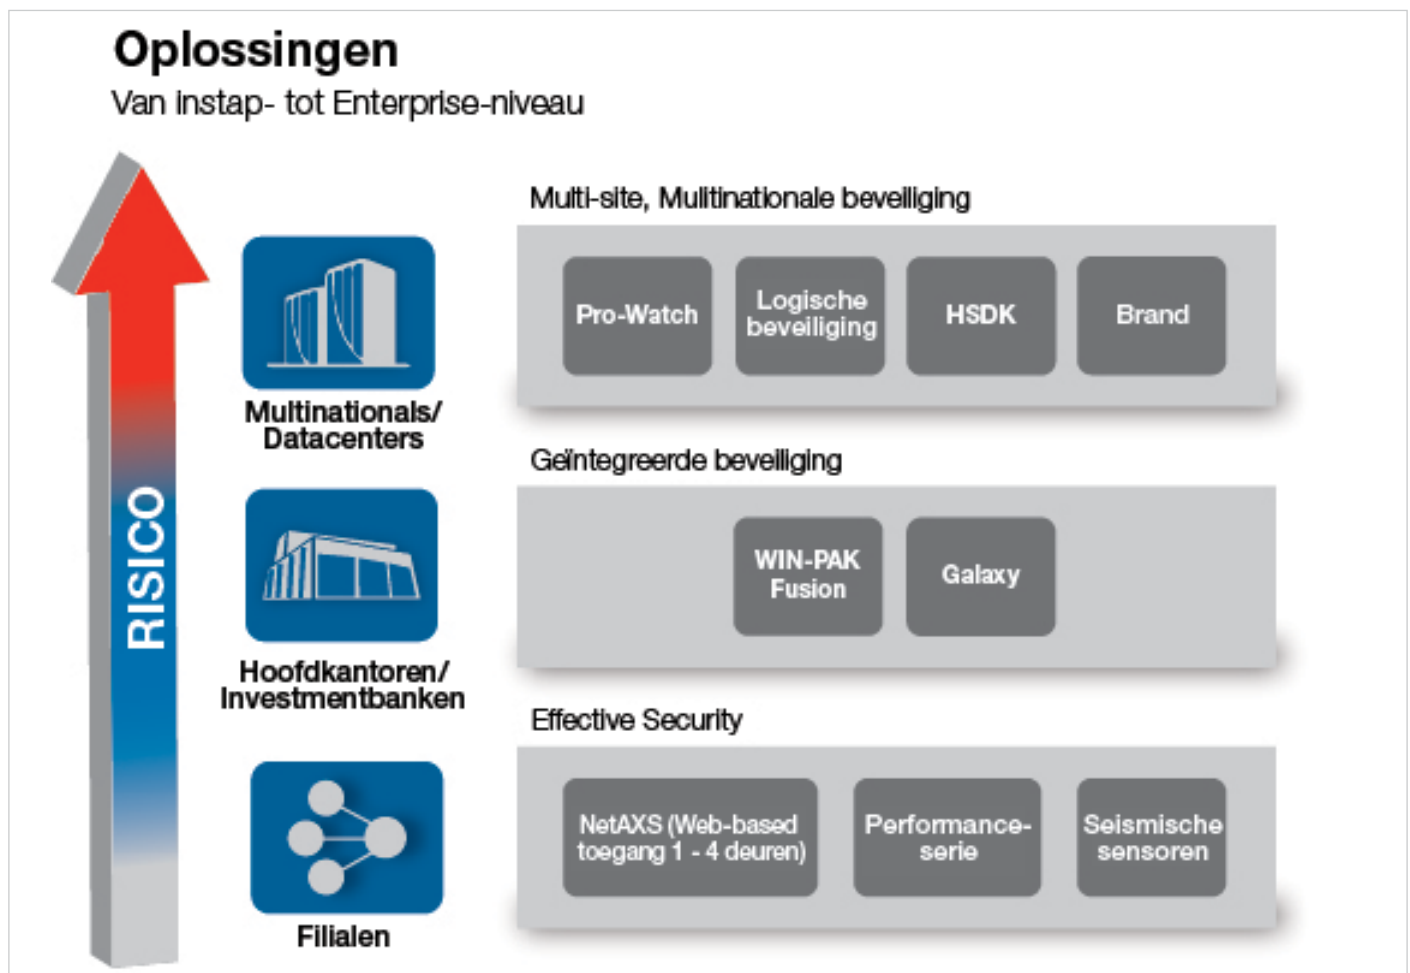 Oplossingen
Van instap- tot Enterprise-niveau
RISICO
Multi-site, Mulitinationale beveiliging
Pro-Watch
Logische
beveiliging
HSDK
Brand
Multinationals/
Datacenters
Geïntegreerde beveiliging
WIN-PAK
Fusion
Galaxy
Hoofdkantoren/
Investmentbanken
Effective Security
NetAXS (Web-based
toegang 1 - 4 deuren)
Performance-
serie
Seismische
sensoren
Filialen